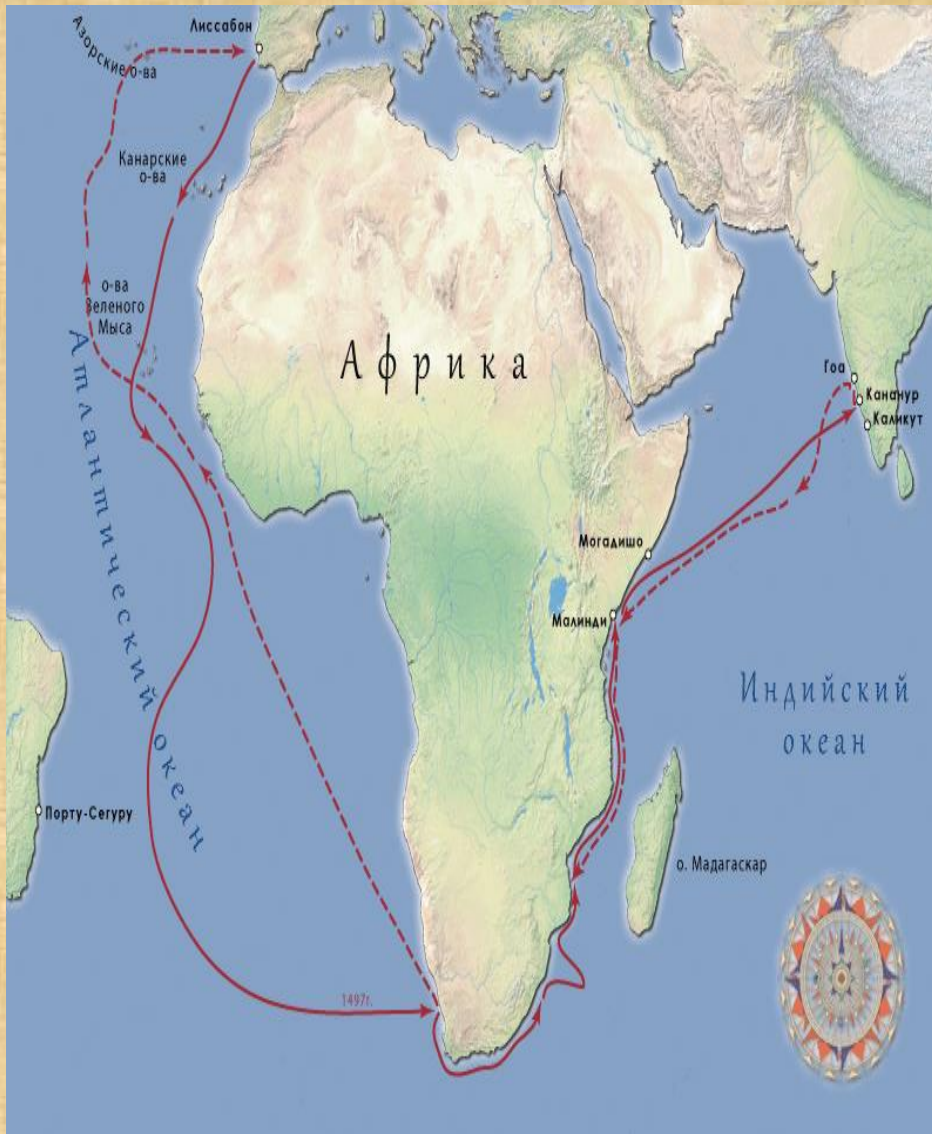 Лиссабон
Азорские о-ва
Канарские
о-ва
о-ва
Зеленого
Мыса
Атлантический океан
Африка
Гоа
Кананур
Каликут
Могадишо
Малинди
Индийский
океан
Порту-Сегуру
о. Мадагаскар
1497г.